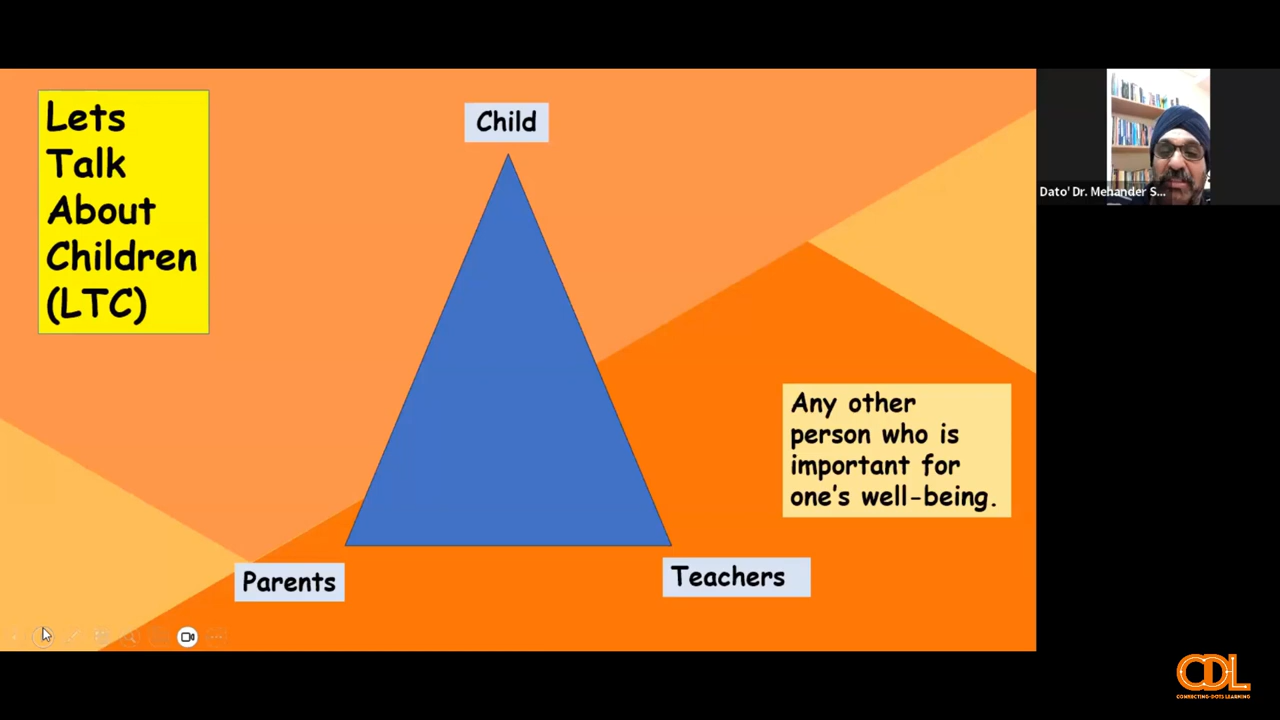 Lets
Talk
About
Children
(LTC)
Child
Any other
person who is
important for
one's well-being.
Parents
Teachers
Dato' Dr. Mehander S...
CDL
CONNECTING-DOTS LEARNING